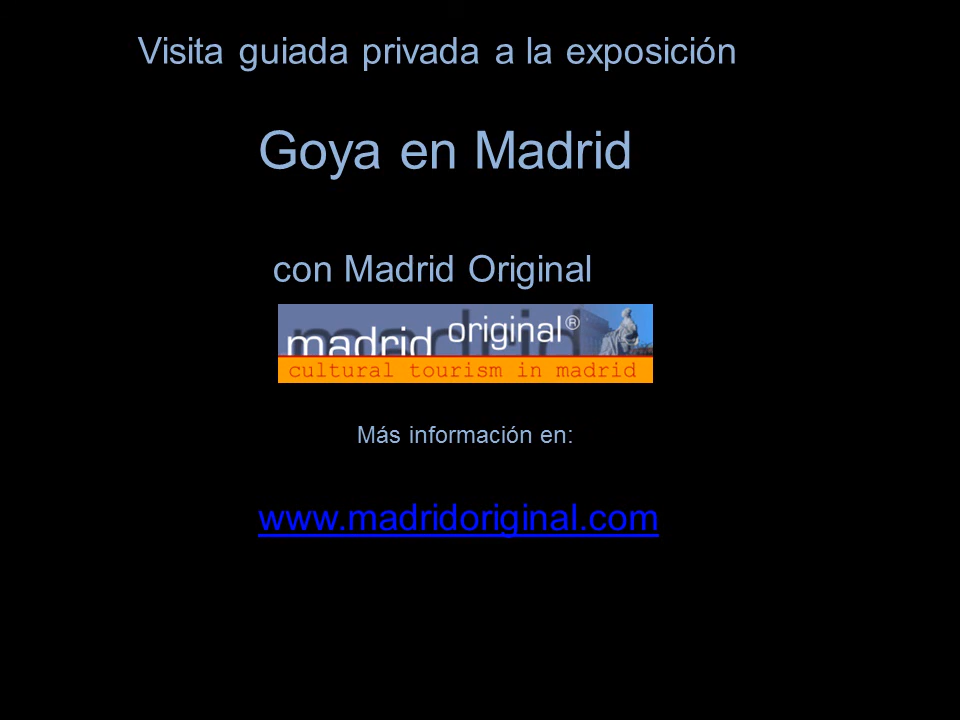 Visita guiada privada a la exposición
Goya en Madrid
con Madrid Original
madrid original®
cultural tourism in madrid
Más información en:
www.madridoriginal.com